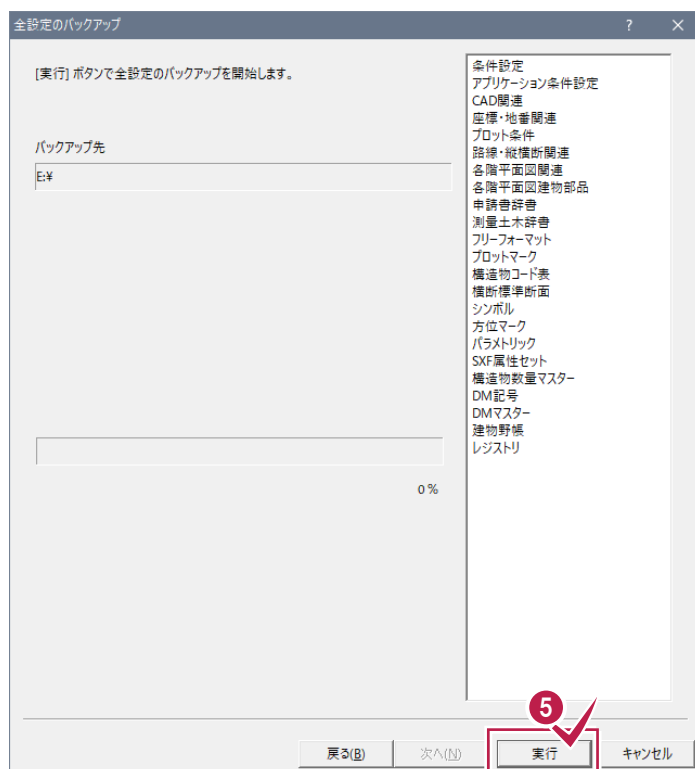 全設定のバックアップ
? ×
[実行] ボタンで全設定のバックアップを開始します。
バックアップ先
E:¥
0 %
条件設定
アプリケーション条件設定
CAD関連
座標・地番関連
プロット条件
路線・縦横断関連
各階平面図関連
各階平面図建物部品
申請書辞書
測量土木辞書
フリーフォーマット
プロットマーク
構造物コード表
横断標準断面
シンボル
方位マーク
パラメトリック
SXF属性セット
構造物数量マスター
DM記号
DMマスター
建物野帳
レジストリ
5
戻る(B) 次へ(N) 実行 キャンセル